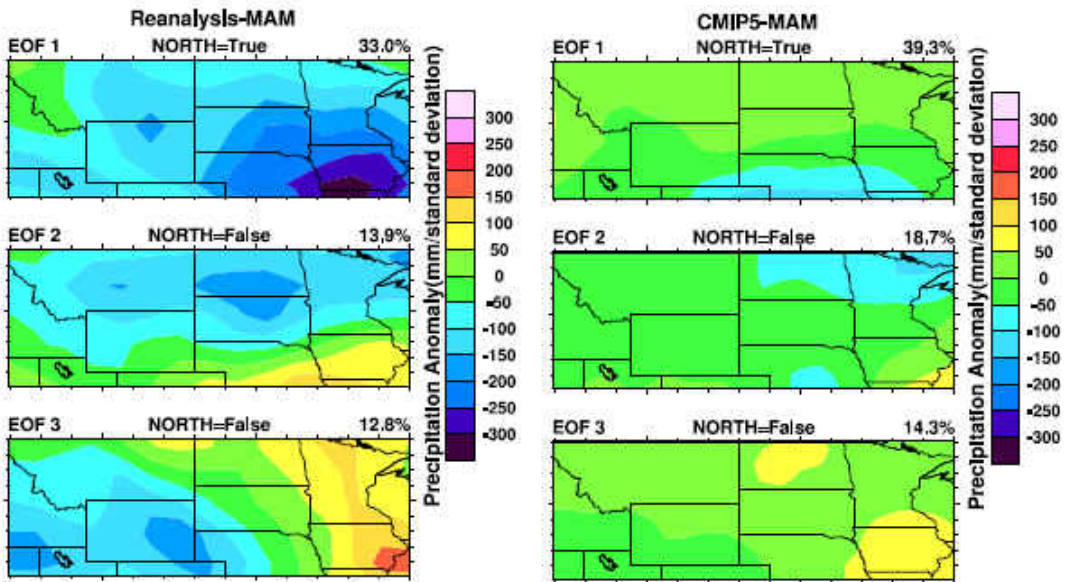 Reanalysis-MAM
EOF 1 NORTH=True 33.0%
EOF 2 NORTH=False 13.9%
EOF 3 NORTH=False 12.8%
300
250
200
150
100
50
0
-50
-100
-150
-200
-250
-300
Precipitation Anomaly(mm/standard deviation)
CMIP5-MAM
EOF 1 NORTH=True 39.3%
EOF 2 NORTH=False 18.7%
EOF 3 NORTH=False 14.3%
300
250
200
150
100
50
0
-50
-100
-150
-200
-250
-300
Precipitation Anomaly(mm/standard deviation)